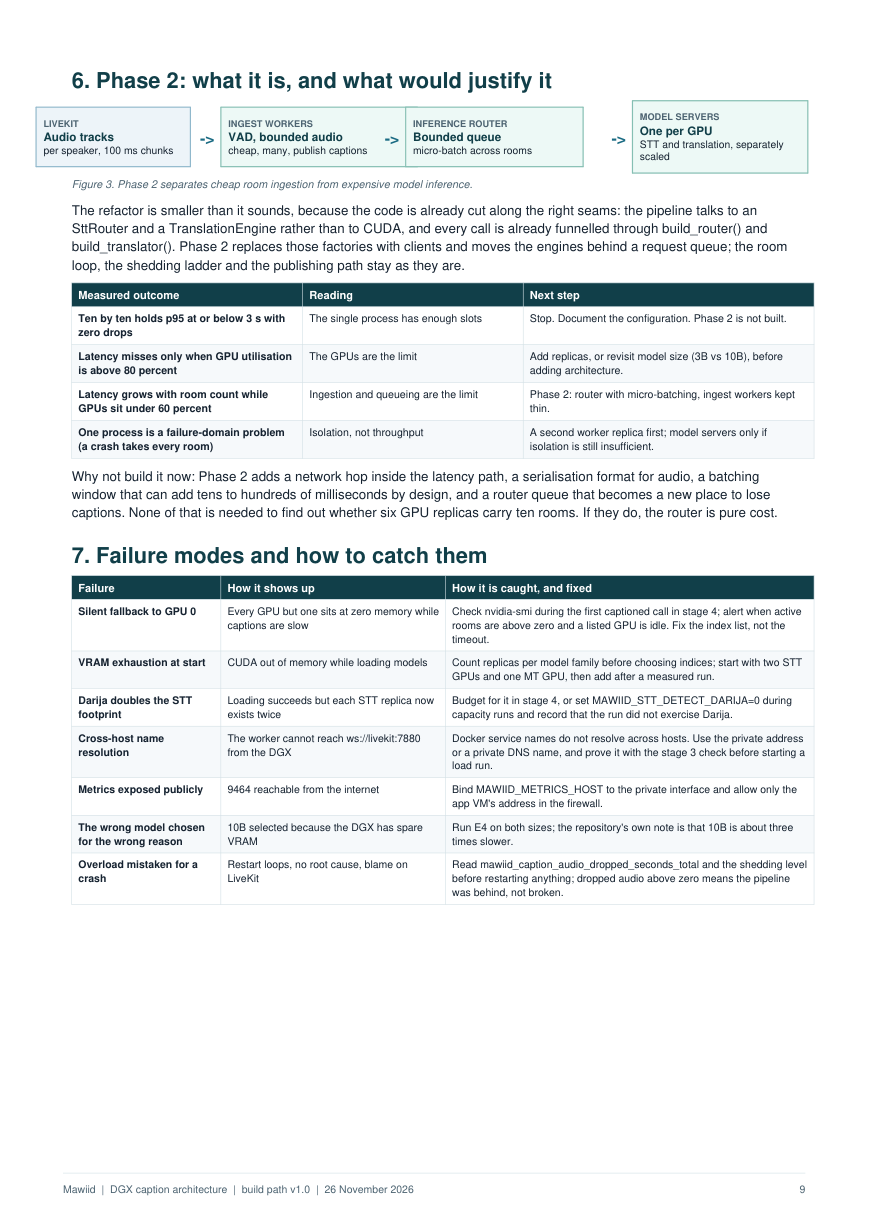 6. Phase 2: what it is, and what would justify it
LIVEKIT
Audio tracks
per speaker, 100 ms chunks
->
INGEST WORKERS
VAD, bounded audio
cheap, many, publish captions
->
INFERENCE ROUTER
Bounded queue
micro-batch across rooms
->
MODEL SERVERS
One per GPU
STT and translation, separately
scaled
Figure 3. Phase 2 separates cheap room ingestion from expensive model inference.
The refactor is smaller than it sounds, because the code is already cut along the right seams: the pipeline talks to an
SttRouter and a TranslationEngine rather than to CUDA, and every call is already funnelled through build_router() and
build_translator(). Phase 2 replaces those factories with clients and moves the engines behind a request queue; the room
loop, the shedding ladder and the publishing path stay as they are.
Measured outcome Reading Next step
Ten by ten holds p95 at or below 3 s with
zero drops
The single process has enough slots
Stop. Document the configuration. Phase 2 is not built.
Latency misses only when GPU utilisation
is above 80 percent
The GPUs are the limit
Add replicas, or revisit model size (3B vs 10B), before
adding architecture.
Latency grows with room count while
GPUs sit under 60 percent
Ingestion and queueing are the limit
Phase 2: router with micro-batching, ingest workers kept
thin.
One process is a failure-domain problem
(a crash takes every room)
Isolation, not throughput
A second worker replica first; model servers only if
isolation is still insufficient.
Why not build it now: Phase 2 adds a network hop inside the latency path, a serialisation format for audio, a batching
window that can add tens to hundreds of milliseconds by design, and a router queue that becomes a new place to lose
captions. None of that is needed to find out whether six GPU replicas carry ten rooms. If they do, the router is pure cost.
7. Failure modes and how to catch them
Failure How it shows up How it is caught, and fixed
Silent fallback to GPU 0
Every GPU but one sits at zero memory while
captions are slow
Check nvidia-smi during the first captioned call in stage 4; alert when active
rooms are above zero and a listed GPU is idle. Fix the index list, not the
timeout.
VRAM exhaustion at start
CUDA out of memory while loading models
Count replicas per model family before choosing indices; start with two STT
GPUs and one MT GPU, then add after a measured run.
Darija doubles the STT
footprint
Loading succeeds but each STT replica now
exists twice
Budget for it in stage 4, or set MAWIID_STT_DETECT_DARIJA=0 during
capacity runs and record that the run did not exercise Darija.
Cross-host name
resolution
The worker cannot reach ws://livekit:7880
from the DGX
Docker service names do not resolve across hosts. Use the private address
or a private DNS name, and prove it with the stage 3 check before starting a
load run.
Metrics exposed publicly
9464 reachable from the internet
Bind MAWIID_METRICS_HOST to the private interface and allow only the
app VM's address in the firewall.
The wrong model chosen
for the wrong reason
10B selected because the DGX has spare
VRAM
Run E4 on both sizes; the repository's own note is that 10B is about three
times slower.
Overload mistaken for a
crash
Restart loops, no root cause, blame on
LiveKit
Read mawiid_caption_audio_dropped_seconds_total and the shedding level
before restarting anything; dropped audio above zero means the pipeline
was behind, not broken.
Mawiid | DGX caption architecture | build path v1.0 | 26 November 2026
9